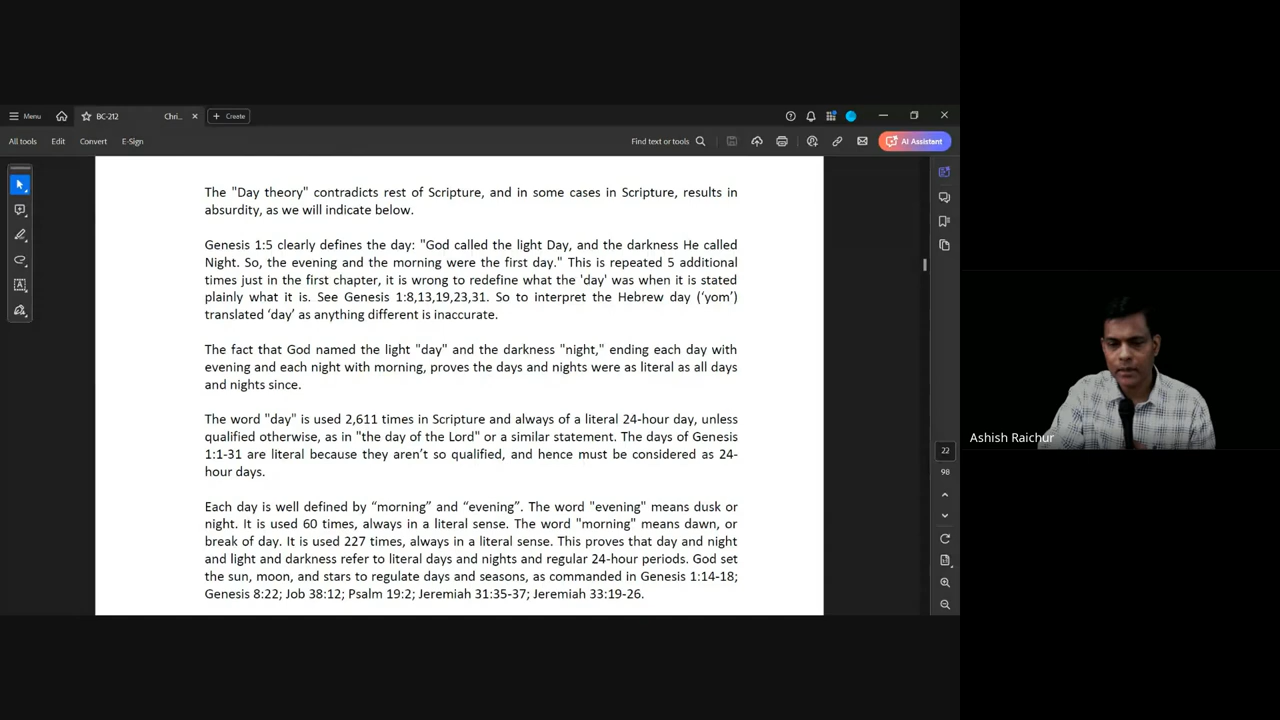 Menu
BC-212
Chri...
Create
All tools
Edit
Convert
E-Sign
Find text or tools
AI Assistant
The "Day theory" contradicts rest of Scripture, and in some cases in Scripture, results in
absurdity, as we will indicate below.
Genesis 1:5 clearly defines the day: "God called the light Day, and the darkness He called
Night. So, the evening and the morning were the first day." This is repeated 5 additional
times just in the first chapter, it is wrong to redefine what the 'day' was when it is stated
plainly what it is. See Genesis 1:8,13,19,23,31. So to interpret the Hebrew day (‘yom’)
translated ‘day’ as anything different is inaccurate.
The fact that God named the light "day" and the darkness "night," ending each day with
evening and each night with morning, proves the days and nights were as literal as all days
and nights since.
The word "day" is used 2,611 times in Scripture and always of a literal 24-hour day, unless
qualified otherwise, as in "the day of the Lord" or a similar statement. The days of Genesis
1:1-31 are literal because they aren’t so qualified, and hence must be considered as 24-
hour days.
Each day is well defined by “morning” and “evening”. The word "evening" means dusk or
night. It is used 60 times, always in a literal sense. The word "morning" means dawn, or
break of day. It is used 227 times, always in a literal sense. This proves that day and night
and light and darkness refer to literal days and nights and regular 24-hour periods. God set
the sun, moon, and stars to regulate days and seasons, as commanded in Genesis 1:14-18;
Genesis 8:22; Job 38:12; Psalm 19:2; Jeremiah 31:35-37; Jeremiah 33:19-26.
22
98
Ashish Raichur